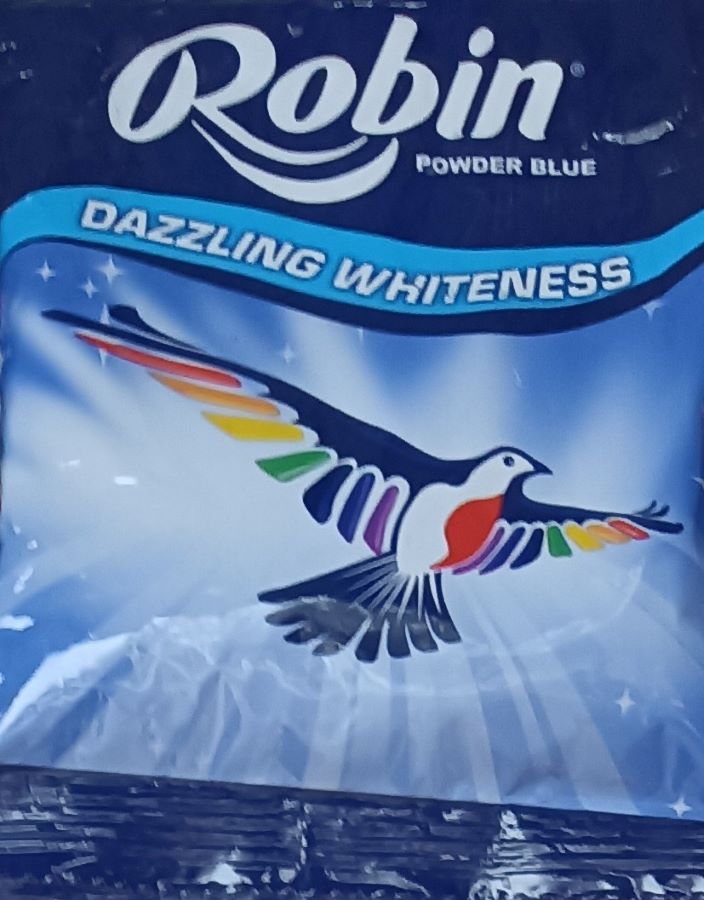 Robin®
POWDER BLUE
DAZZLING WHITENESS